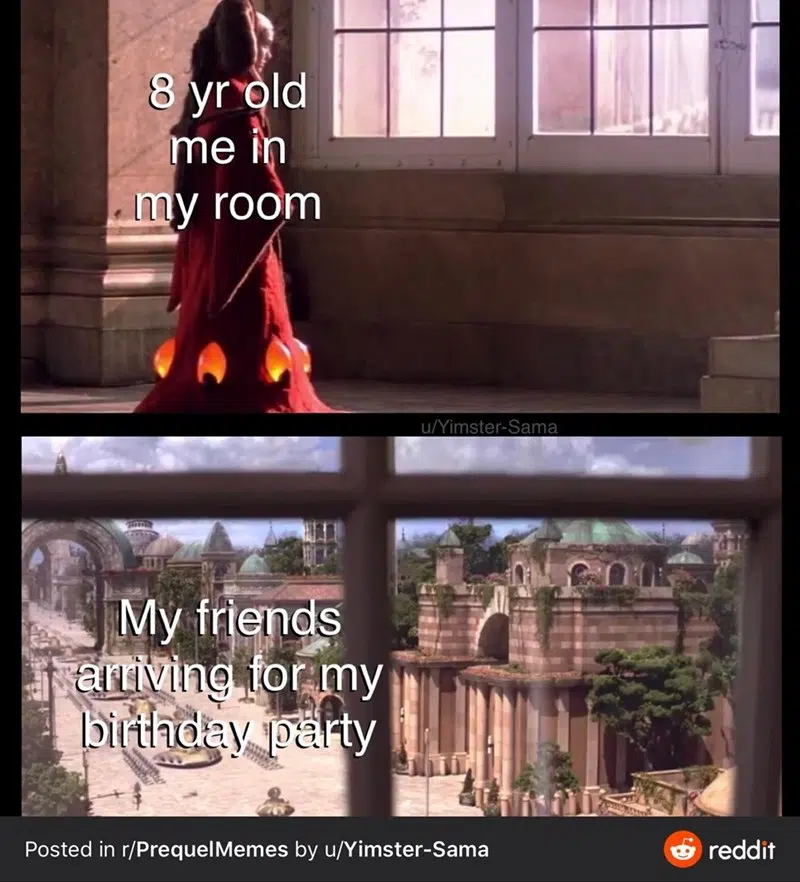 8 yr old
me in
my room
u/Yimster-Sama
My friends
arriving for my
birthday party
Posted in r/PrequelMemes by u/Yimster-Sama
reddit